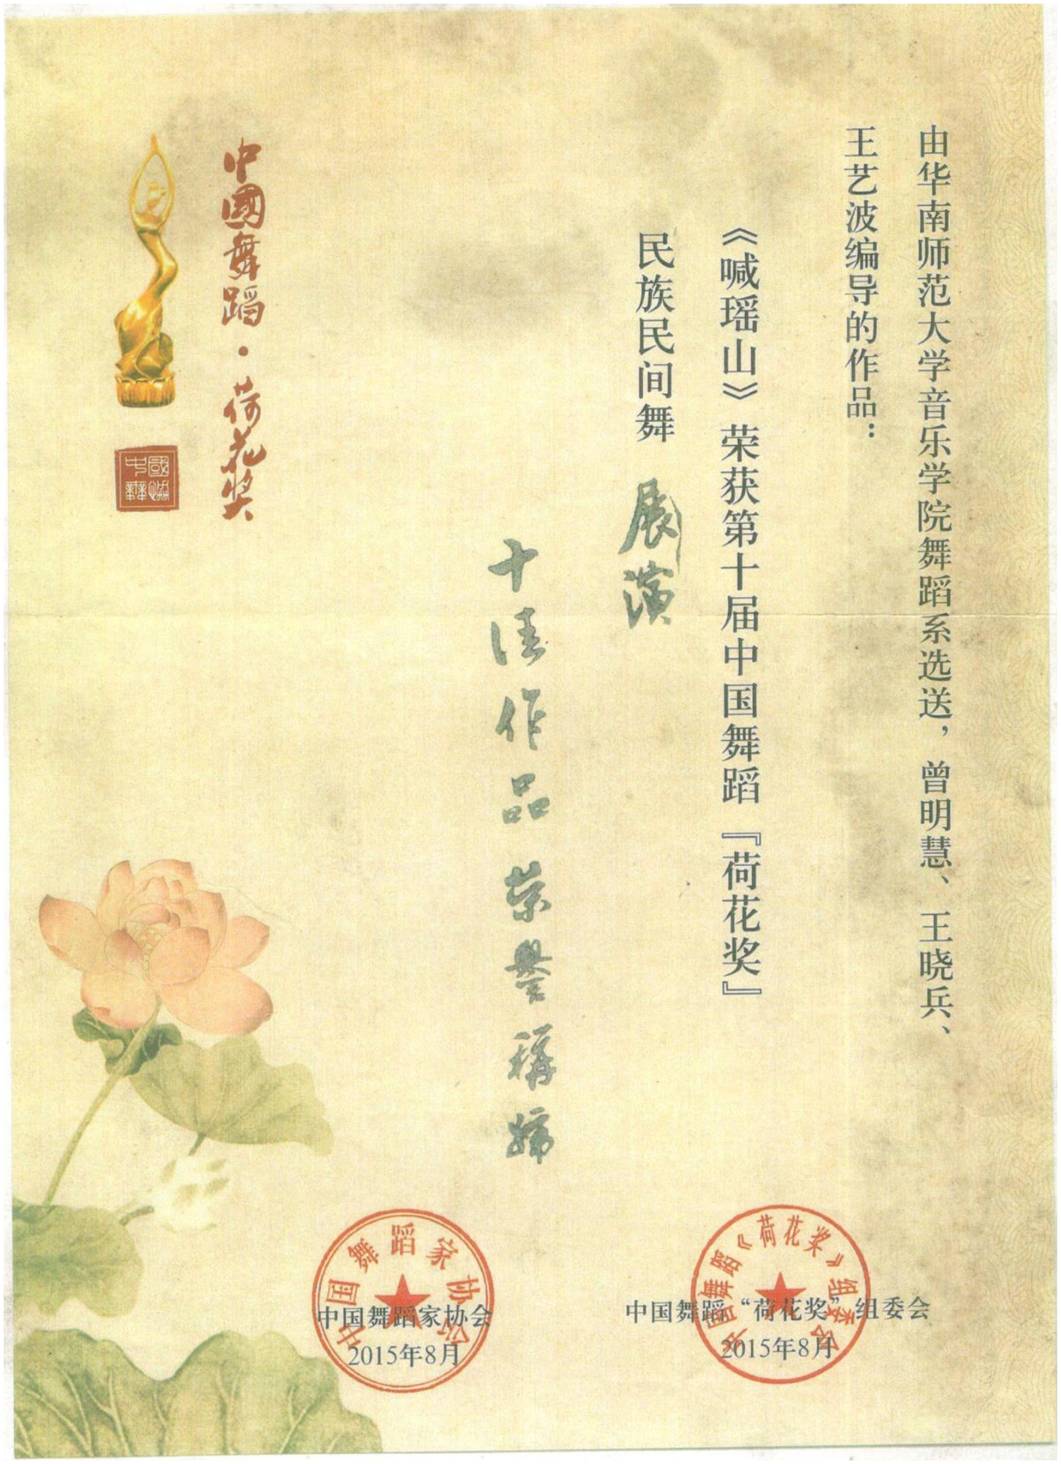 由华南师范大学音乐学院舞蹈系选送，曾明慧、王晓兵、
王艺波编导的作品：
《喊瑶山》荣获第十届中国舞蹈『荷花奖』
民族民间舞 展演
十佳作品荣誉称号
中國舞蹈·荷花奖
中国舞蹈家协会
中国舞蹈家协会
2015年8月
中国舞蹈《荷花奖》组委会
中国舞蹈“荷花奖”组委会
2015年8月